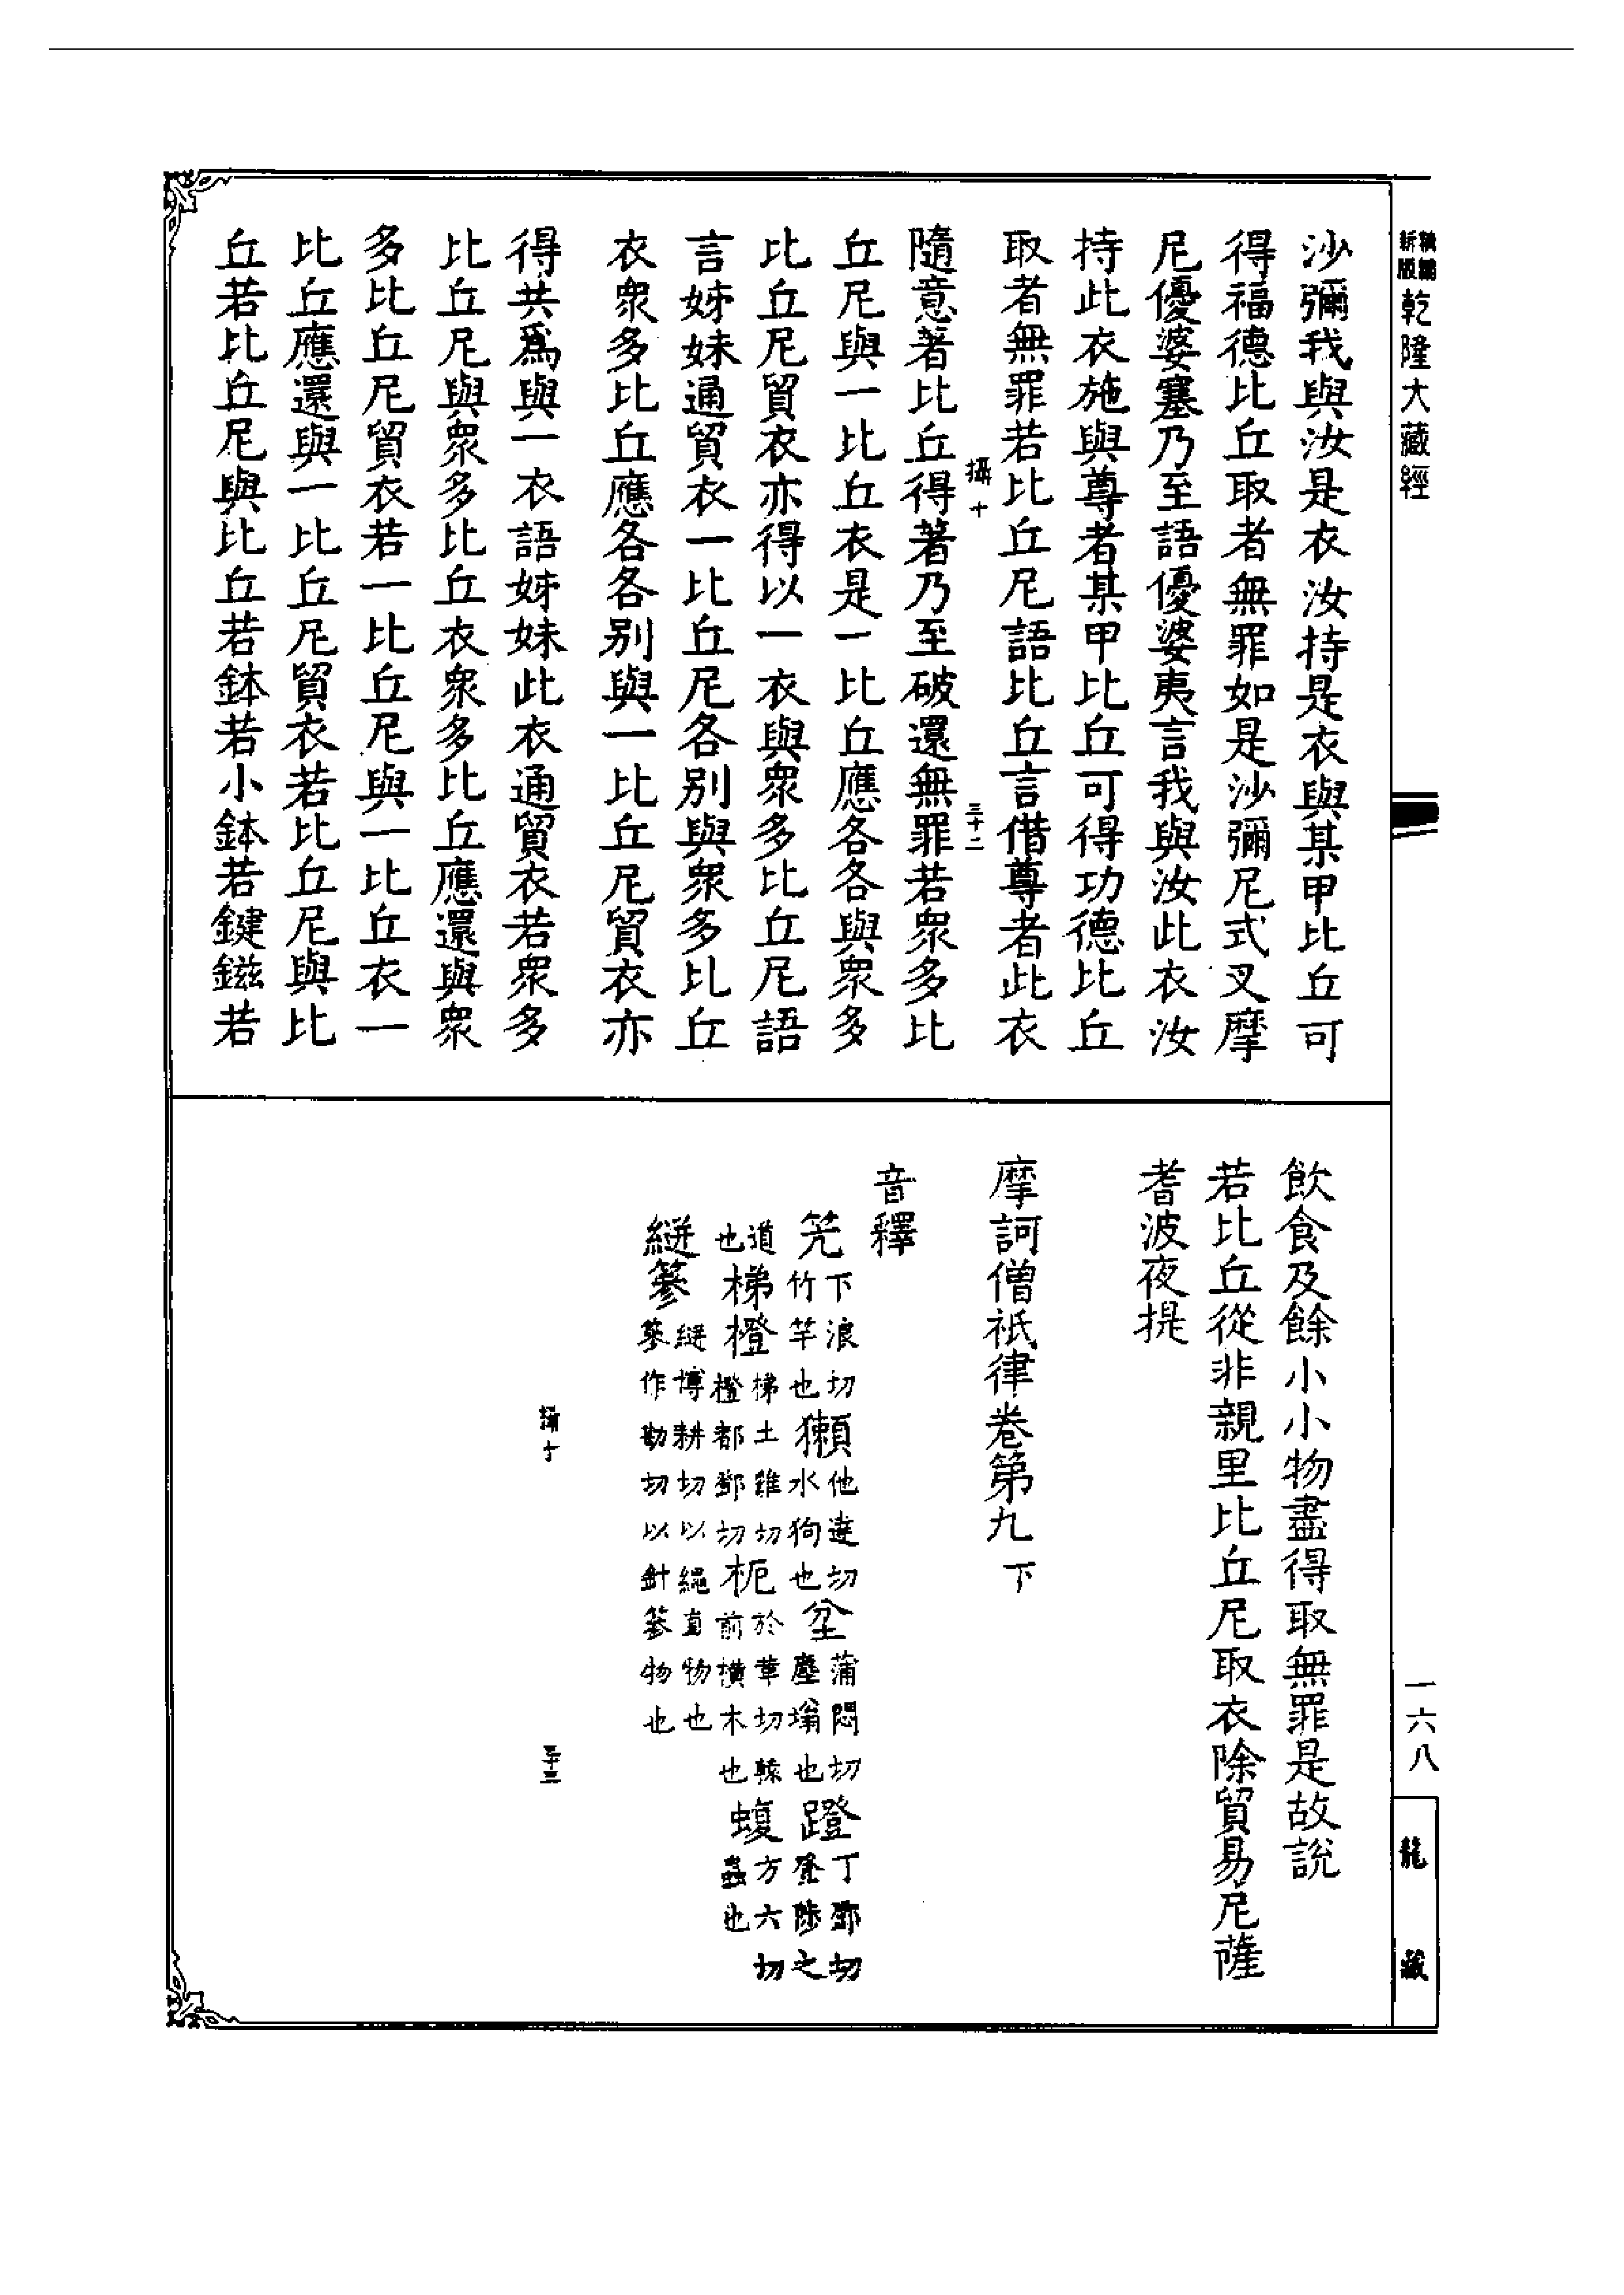 精編
新版
乾隆大藏經
沙彌我與汝是衣汝持是衣與某甲比丘可
得福德比丘取者無罪如是沙彌尼式叉摩
尼優婆塞乃至語優婆夷言我與汝此衣汝
持此衣施與尊者某甲比丘可得功德比丘
取者無罪若比丘尼語比丘言借尊者此衣
攝十
三十二
隨意著比丘得著乃至破還無罪若衆多比
丘尼與一比丘衣是一比丘應各各與衆多
比丘尼貿衣亦得以一衣與衆多比丘尼語
言姊妹通貿衣一比丘尼各別與衆多比丘
衣衆多比丘應各各別與一比丘尼貿衣亦
得共爲與一衣語姊妹此衣通貿衣若衆多
比丘尼與衆多比丘衣衆多比丘應還與衆
多比丘尼貿衣若一比丘尼與一比丘衣一
比丘應還與一比丘尼貿衣若比丘尼與比
丘若比丘尼與比丘若鉢若小鉢若鍵鎡若
飲食及餘小小物盡得取無罪是故說
若比丘從非親里比丘尼取衣除貿易尼薩
耆波夜提
摩訶僧祇律卷第九下
音釋
笐下浪切竹竿也獺他達切水狗也坌蒲悶切塵塕也蹬丁鄧切登陟之
道也梯橙梯土雞切橙都鄧切枙於革切轅前橫木也蝮方六切蟲也
絣篸絣博耕切以繩直物也篸作勘切以針篸物也
攝十
三十三
一六八
龍藏